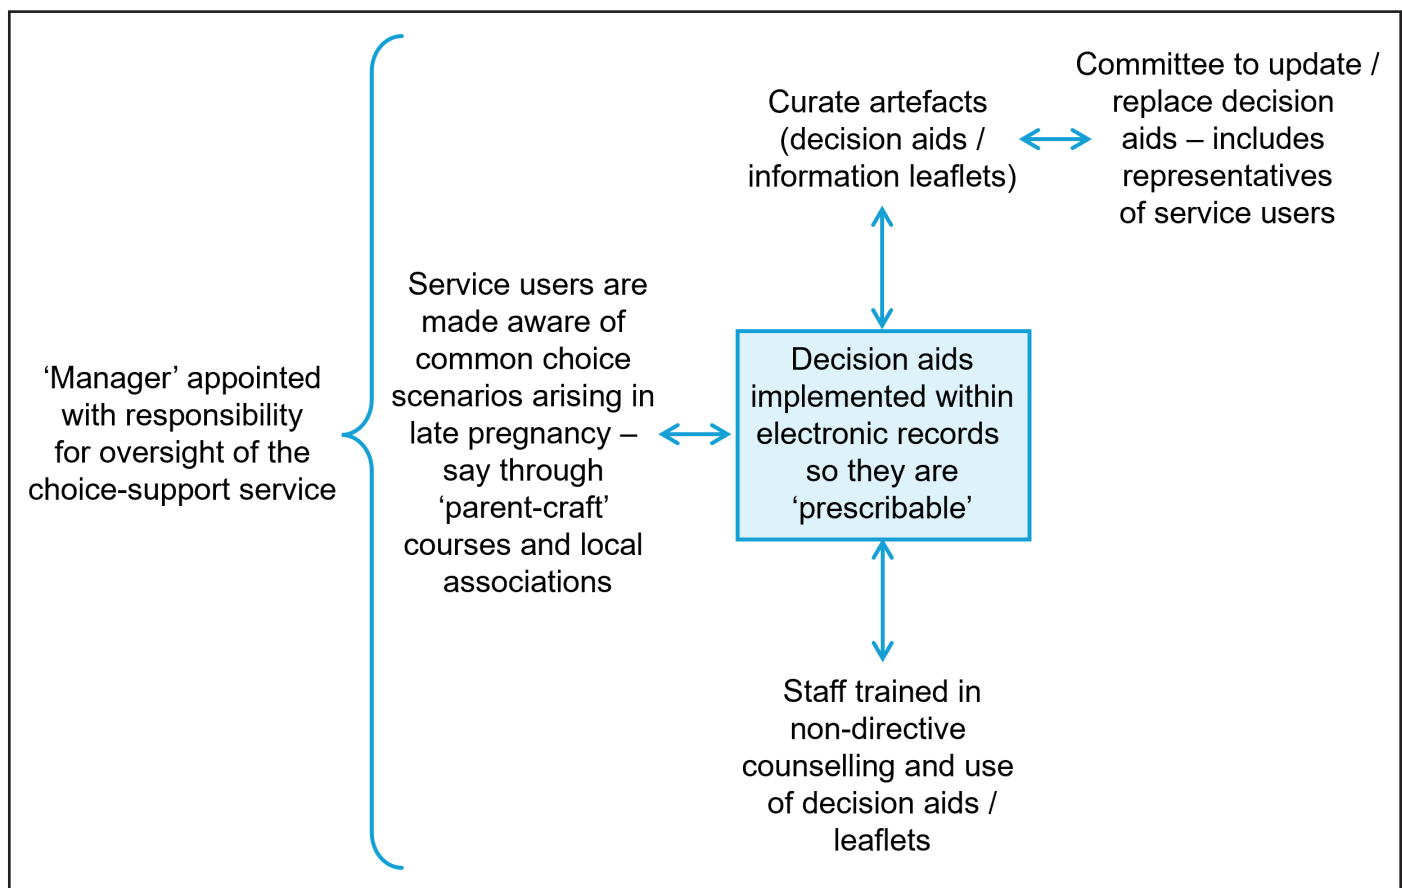 ‘Manager’ appointed
with responsibility
for oversight of the
choice-support service
Service users are
made aware of
common choice
scenarios arising in
late pregnancy –
say through
‘parent-craft’
courses and local
associations
Curate artefacts
(decision aids /
information leaflets)
Committee to update /
replace decision
aids – includes
representatives
of service users
Decision aids
implemented within
electronic records
so they are
‘prescribable’
Staff trained in
non-directive
counselling and use
of decision aids /
leaflets